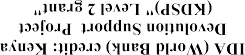 IDA (World Bank) credit: Kenya
Devolution Support Project
(KDSP)" Level 2 grant"